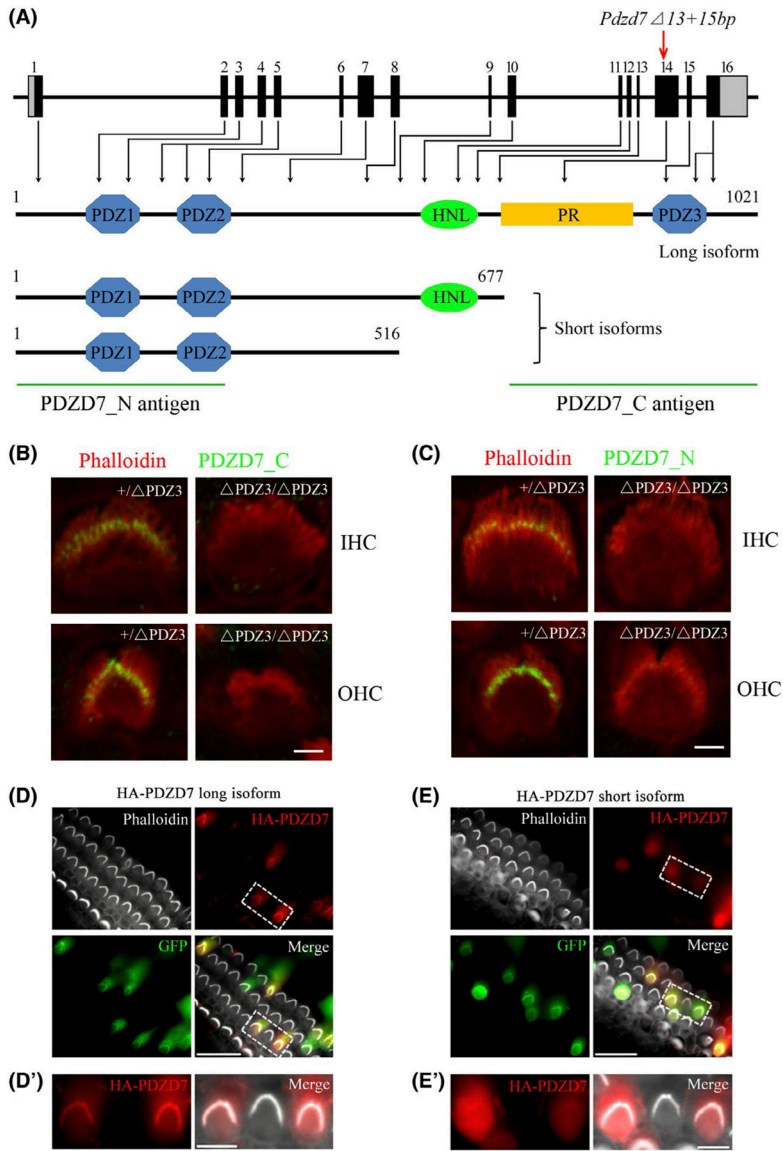 (A)
Pdzd7 △13+15bp
1 2 3 4 5 6 7 8 9 10 11 12 13 14 15 16
1 1021
PDZ1 PDZ2 HNL PR PDZ3
Long isoform
1 677
PDZ1 PDZ2 HNL
1 516
Short isoforms
PDZ1 PDZ2
PDZD7_N antigen PDZD7_C antigen
(B)
Phalloidin PDZD7_C
+/△PDZ3 △PDZ3/△PDZ3
IHC
+/△PDZ3 △PDZ3/△PDZ3
OHC
(C)
Phalloidin PDZD7_N
+/△PDZ3 △PDZ3/△PDZ3
IHC
+/△PDZ3 △PDZ3/△PDZ3
OHC
(D)
HA-PDZD7 long isoform
Phalloidin HA-PDZD7
GFP Merge
(D')
HA-PDZD7 Merge
(E)
HA-PDZD7 short isoform
Phalloidin HA-PDZD7
GFP Merge
(E')
HA-PDZD7 Merge